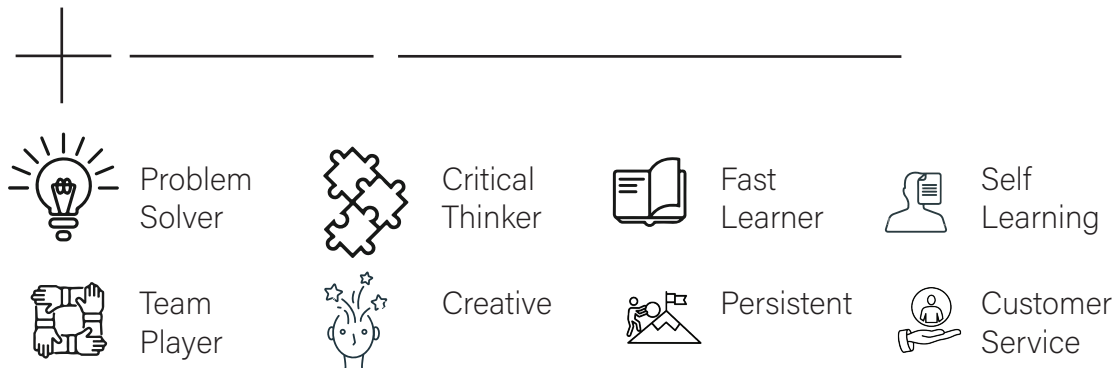 Problem
Solver
Critical
Thinker
Fast
Learner
Self
Learning
Team
Player
Creative
Persistent
Customer
Service